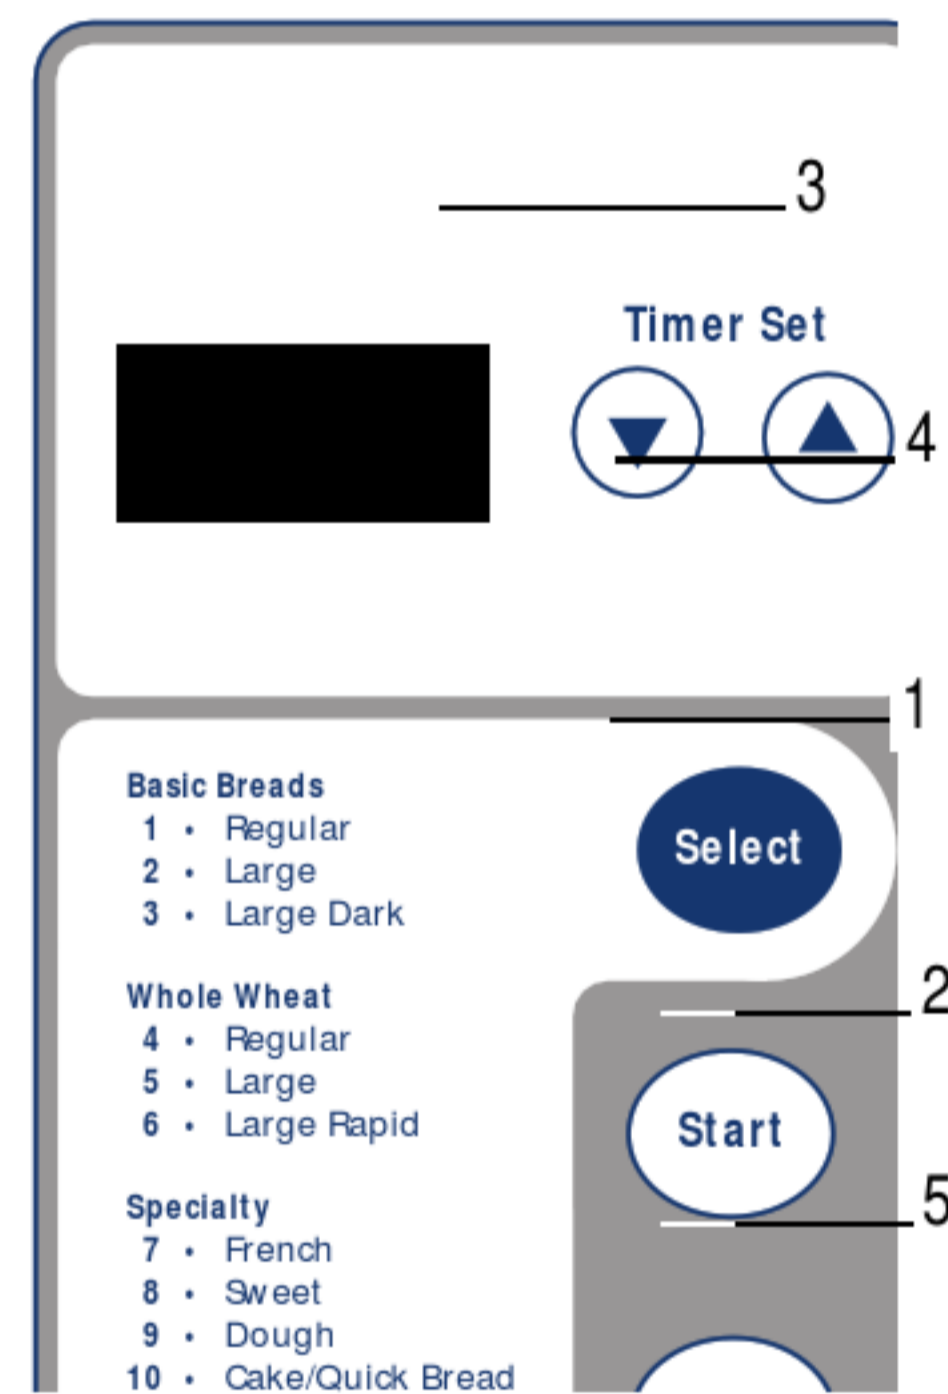 3
Timer Set
4
1
Basic Breads
1 • Regular
2 • Large
3 • Large Dark
Select
Whole Wheat
4 • Regular
5 • Large
6 • Large Rapid
2
Start
5
Specialty
7 • French
8 • Sweet
9 • Dough
10 • Cake/Quick Bread